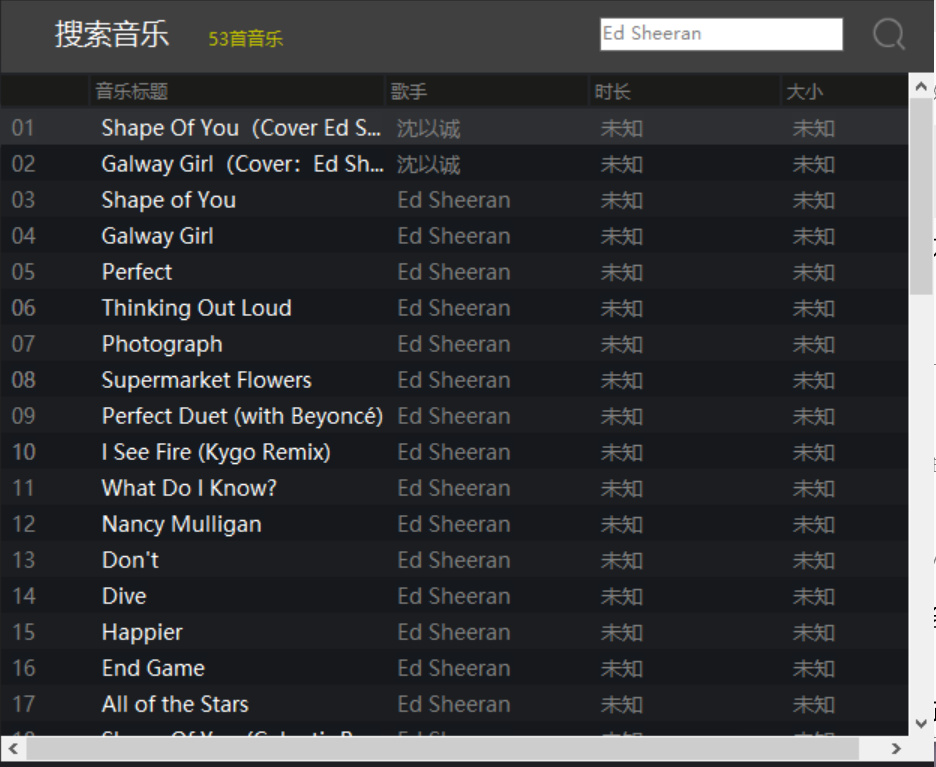 搜索音乐 53首音乐 Ed Sheeran
音乐标题 歌手 时长 大小
01 Shape Of You（Cover Ed S... 沈以诚 未知 未知
02 Galway Girl（Cover：Ed Sh... 沈以诚 未知 未知
03 Shape of You Ed Sheeran 未知 未知
04 Galway Girl Ed Sheeran 未知 未知
05 Perfect Ed Sheeran 未知 未知
06 Thinking Out Loud Ed Sheeran 未知 未知
07 Photograph Ed Sheeran 未知 未知
08 Supermarket Flowers Ed Sheeran 未知 未知
09 Perfect Duet (with Beyoncé) Ed Sheeran 未知 未知
10 I See Fire (Kygo Remix) Ed Sheeran 未知 未知
11 What Do I Know? Ed Sheeran 未知 未知
12 Nancy Mulligan Ed Sheeran 未知 未知
13 Don't Ed Sheeran 未知 未知
14 Dive Ed Sheeran 未知 未知
15 Happier Ed Sheeran 未知 未知
16 End Game Ed Sheeran 未知 未知
17 All of the Stars Ed Sheeran 未知 未知